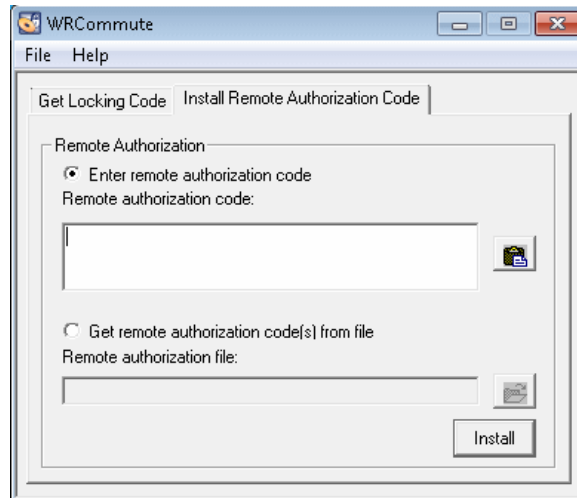 WRCommute
File Help
Get Locking Code Install Remote Authorization Code
Remote Authorization
Enter remote authorization code
Remote authorization code:
Get remote authorization code(s) from file
Remote authorization file:
Install